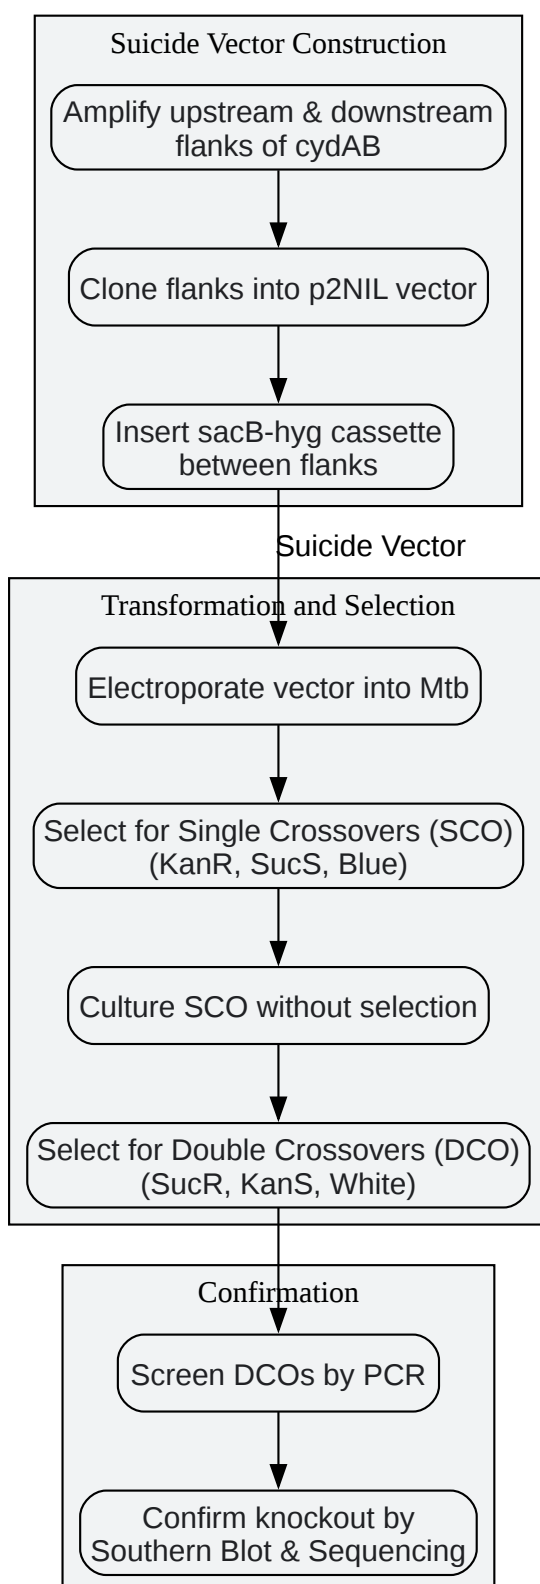 Suicide Vector Construction
Amplify upstream & downstream
flanks of cydAB
Clone flanks into p2NIL vector
Insert sacB-hyg cassette
between flanks
Suicide Vector
Transformation and Selection
Electroporate vector into Mtb
Select for Single Crossovers (SCO)
(KanR, SucS, Blue)
Culture SCO without selection
Select for Double Crossovers (DCO)
(SucR, KanS, White)
Confirmation
Screen DCOs by PCR
Confirm knockout by
Southern Blot & Sequencing